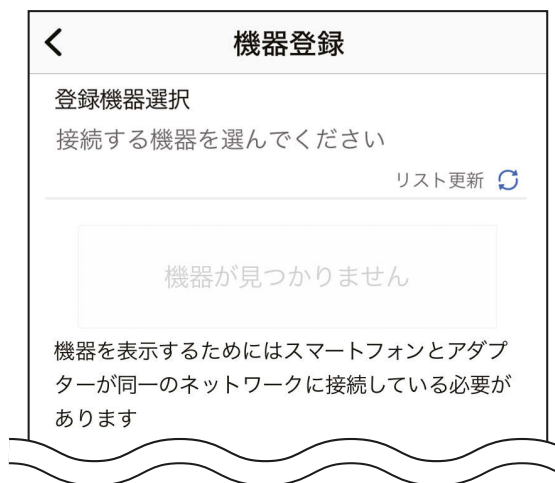 機器登録
登録機器選択
接続する機器を選んでください
リスト更新
機器が見つかりません
機器を表示するためにはスマートフォンとアダプ
ターが同一のネットワークに接続している必要が
あります